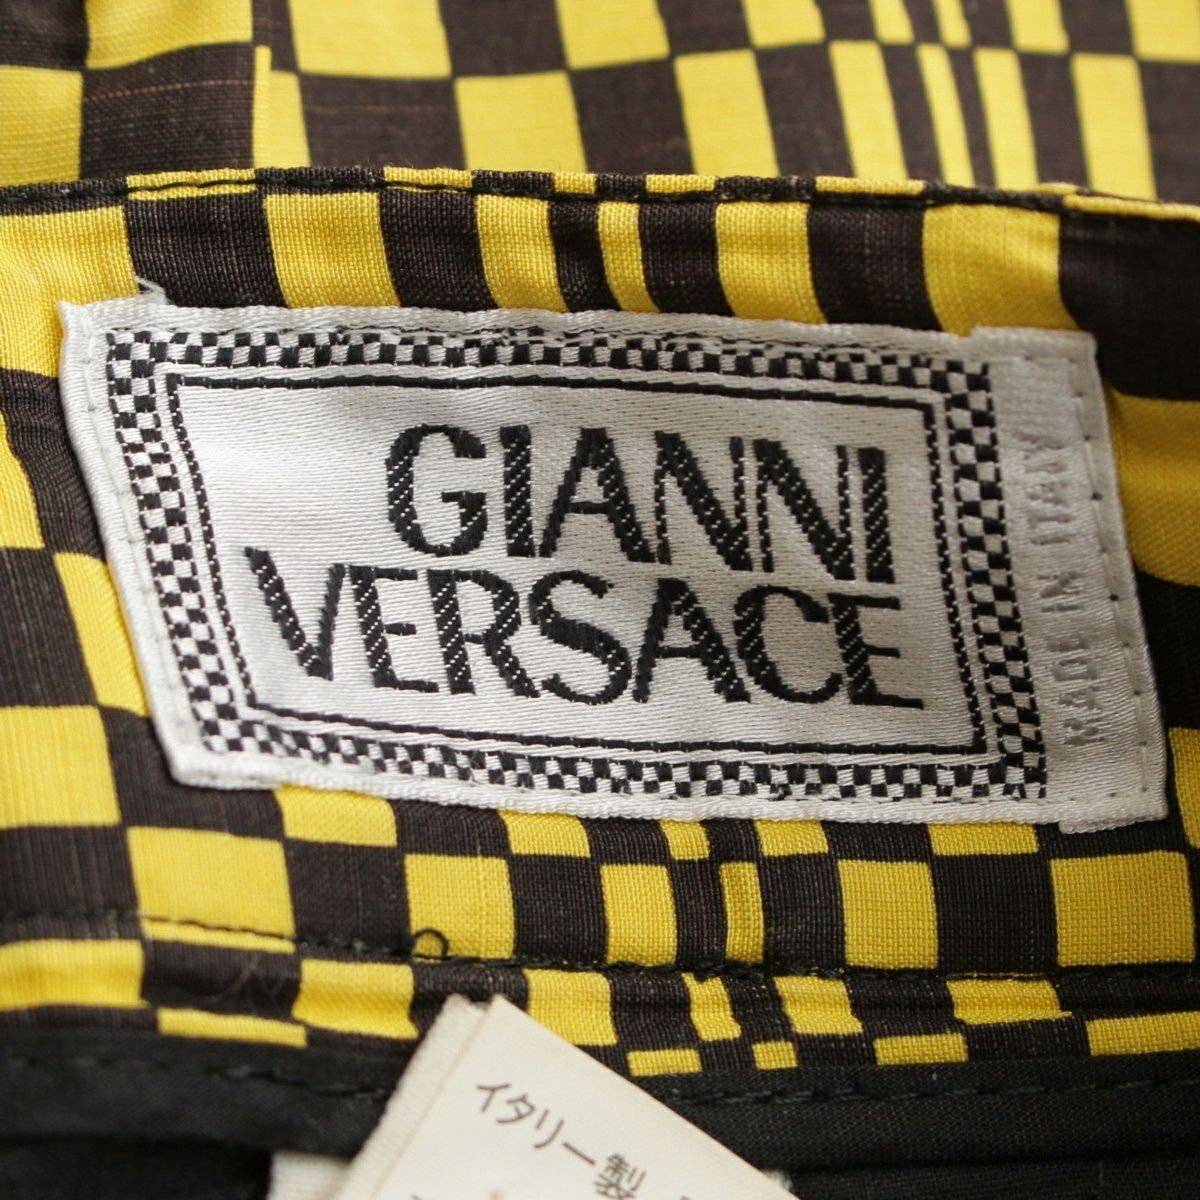 GIANNI
VERSACE
MADE IN ITALY
イタリー製